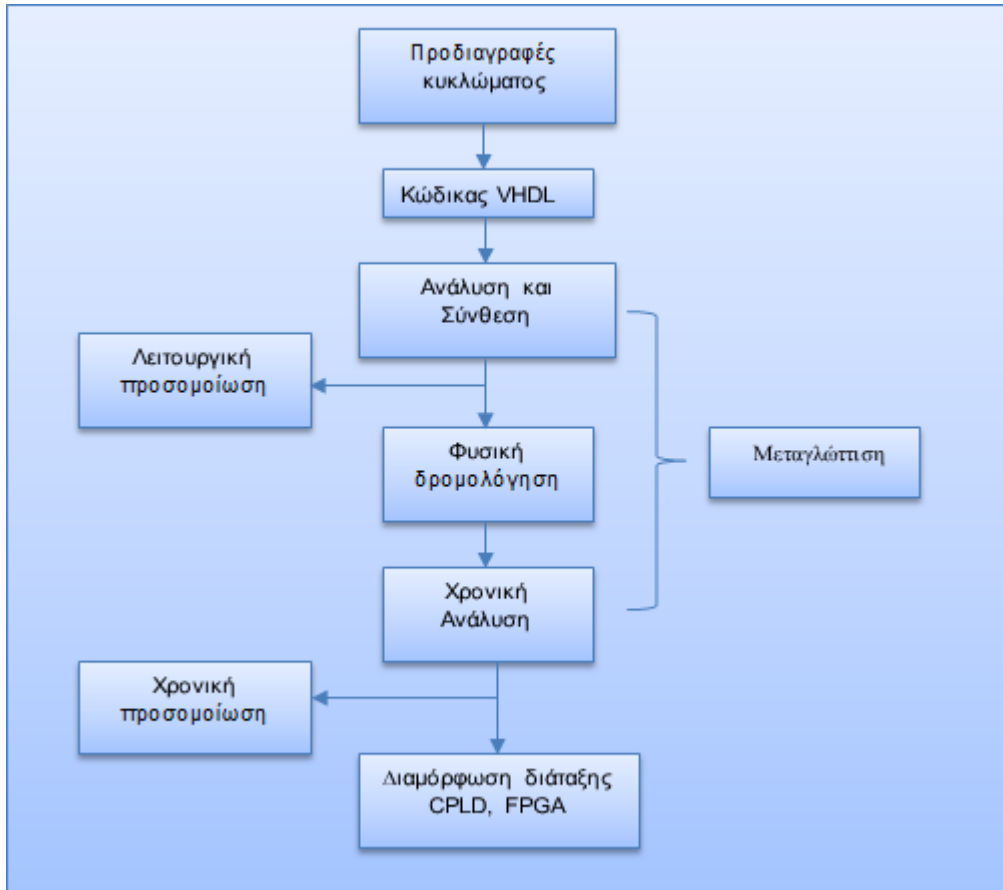 Προδιαγραφές
κυκλώματος
Κώδικας VHDL
Ανάλυση και
Σύνθεση
Λειτουργική
προσομοίωση
Φυσική
δρομολόγηση
Μεταγλώττιση
Χρονική
Ανάλυση
Χρονική
προσομοίωση
Διαμόρφωση διάταξης
CPLD, FPGA